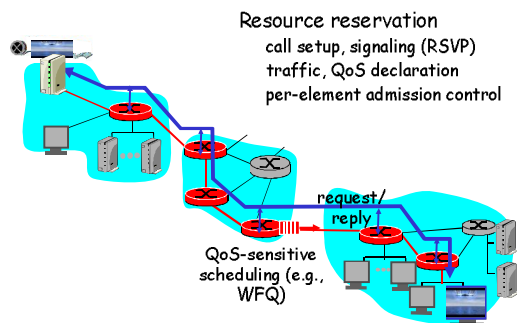 Resource reservation
call setup, signaling (RSVP)
traffic, QoS declaration
per-element admission control
request/
reply
QoS-sensitive
scheduling (e.g.,
WFQ)